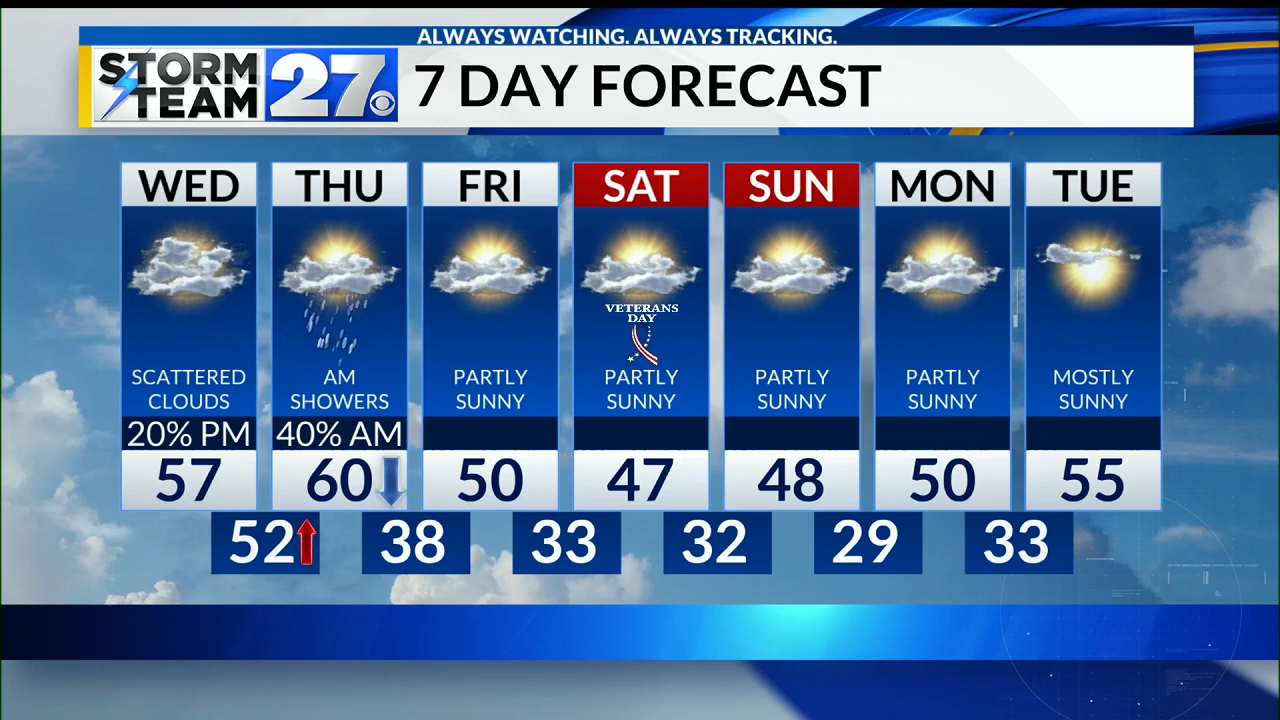 ALWAYS WATCHING. ALWAYS TRACKING.
STORM TEAM 27
7 DAY FORECAST
WED THU FRI SAT SUN MON TUE
VETERANS
DAY
SCATTERED AM PARTLY PARTLY PARTLY PARTLY MOSTLY
CLOUDS SHOWERS SUNNY SUNNY SUNNY SUNNY SUNNY
20% PM 40% AM
57 60 50 47 48 50 55
52 38 33 32 29 33